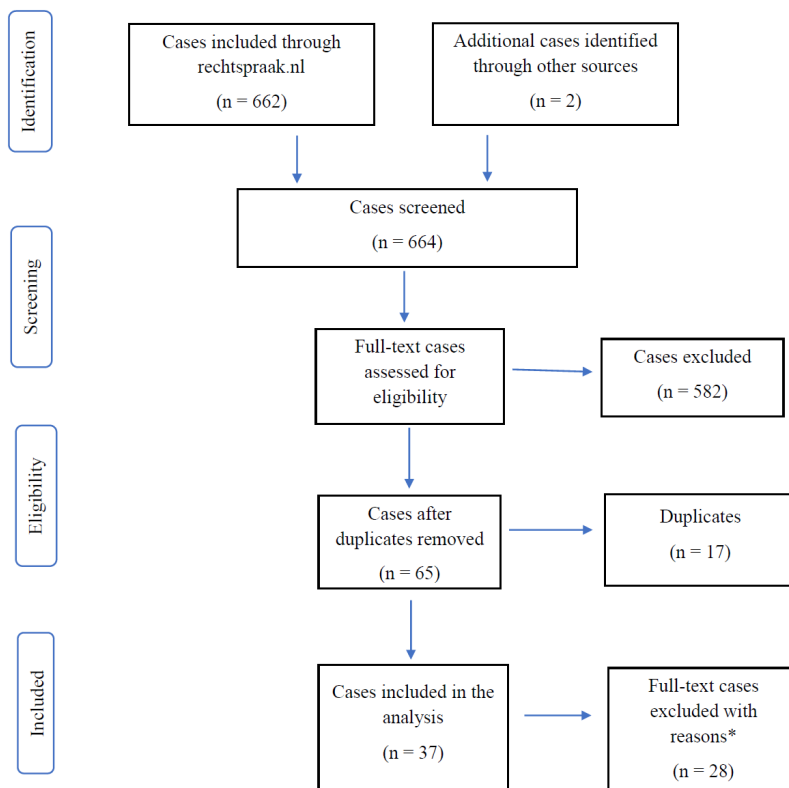 Identification
Cases included through
rechtspraak.nl
(n = 662)
Additional cases identified
through other sources
(n = 2)
Screening
Cases screened
(n = 664)
Full-text cases
assessed for
eligibility
Cases excluded
(n = 582)
Eligibility
Cases after
duplicates removed
(n = 65)
Duplicates
(n = 17)
Included
Cases included in the
analysis
(n = 37)
Full-text cases
excluded with
reasons*
(n = 28)